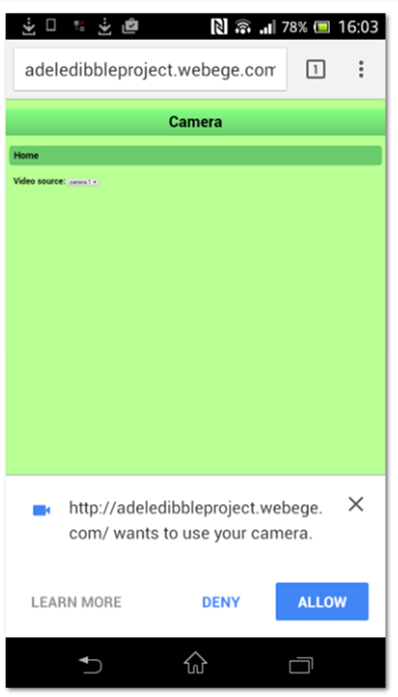 78% 16:03
adeledibbleproject.webege.com
1
Camera
Home
Video source: camera 1
http://adeledibbleproject.webege.
com/ wants to use your camera.
LEARN MORE DENY ALLOW